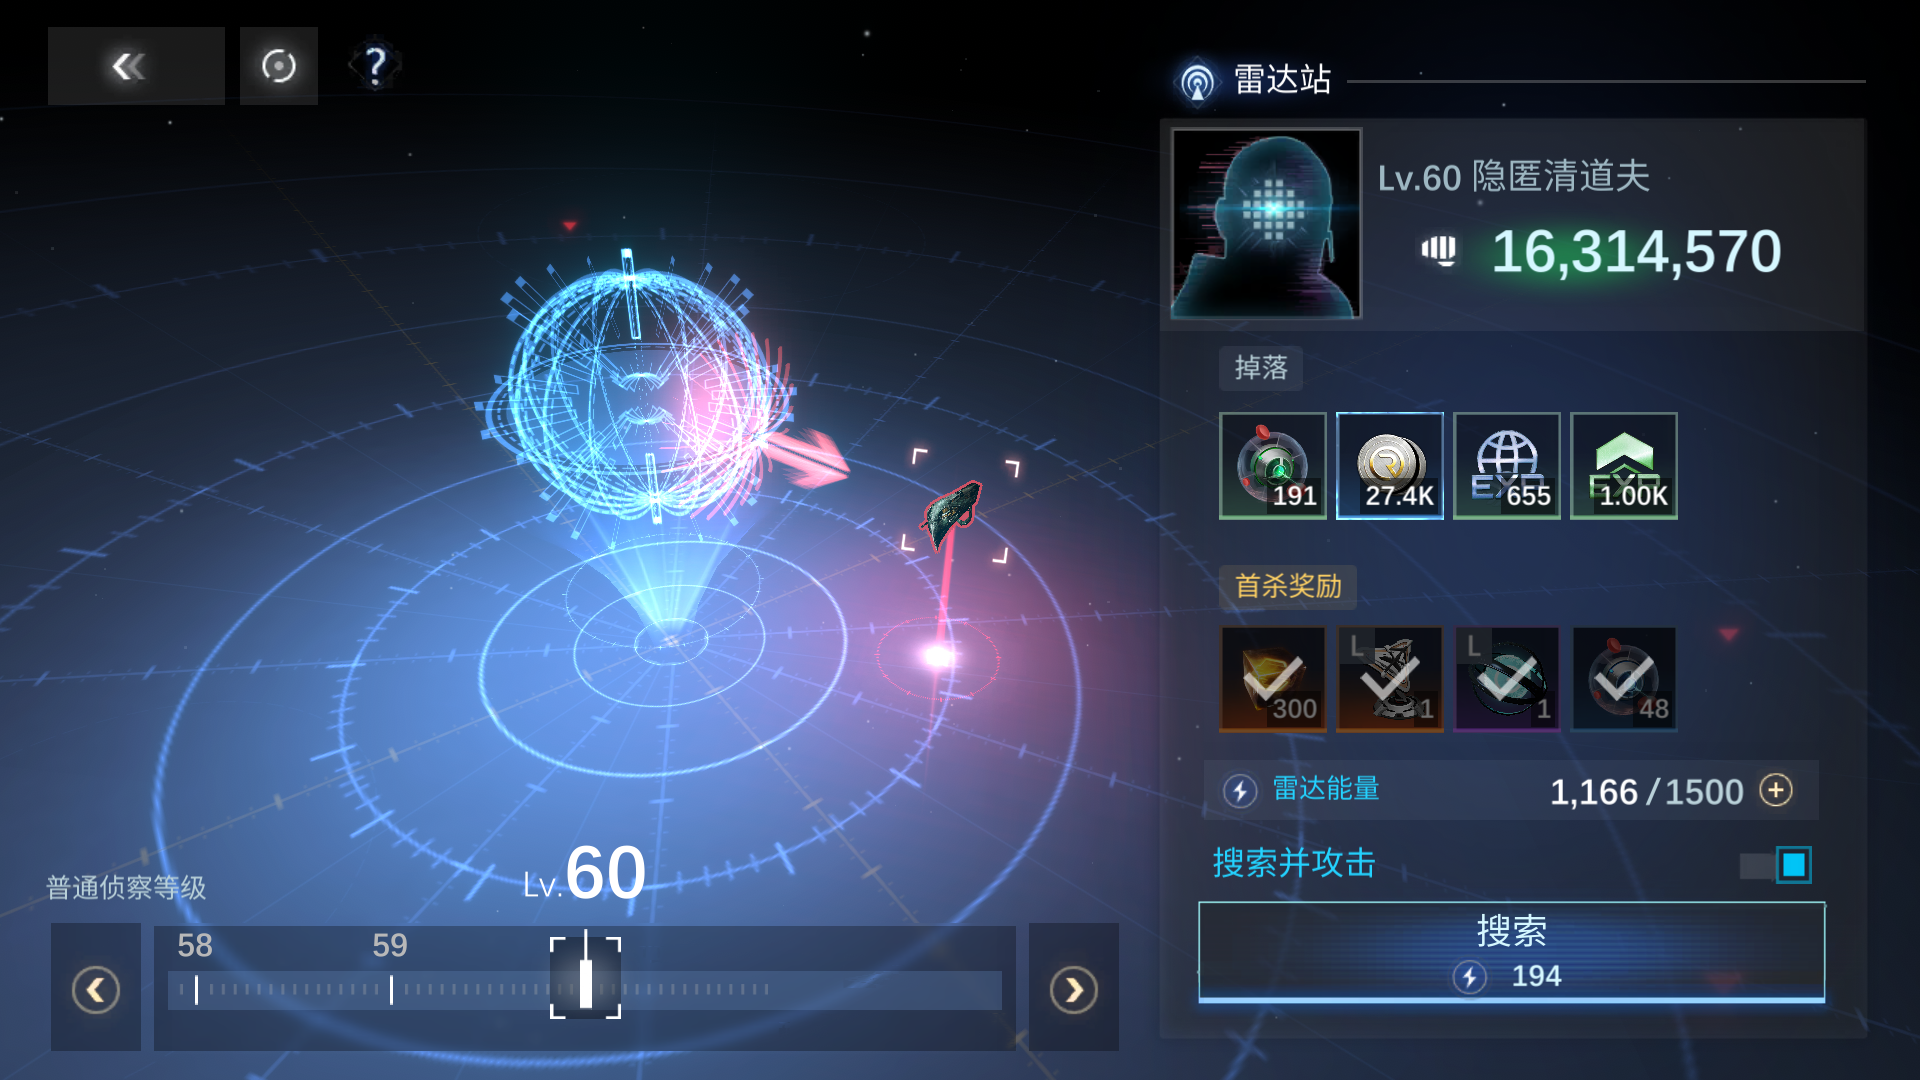 ?
雷达站
Lv.60 隐匿清道夫
16,314,570
掉落
191
27.4K
EXP 655
EXP 1.00K
首杀奖励
300
L 1
L 1
48
雷达能量 1,166 / 1500
搜索并攻击
搜索
194
普通侦察等级
Lv.60
58 59